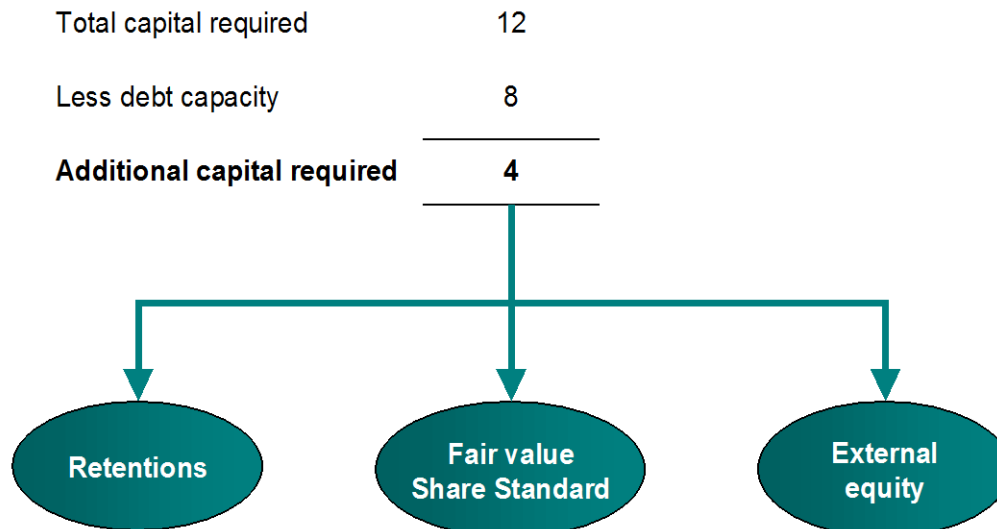 Total capital required 12
Less debt capacity 8
Additional capital required 4
Retentions
Fair value
Share Standard
External
equity